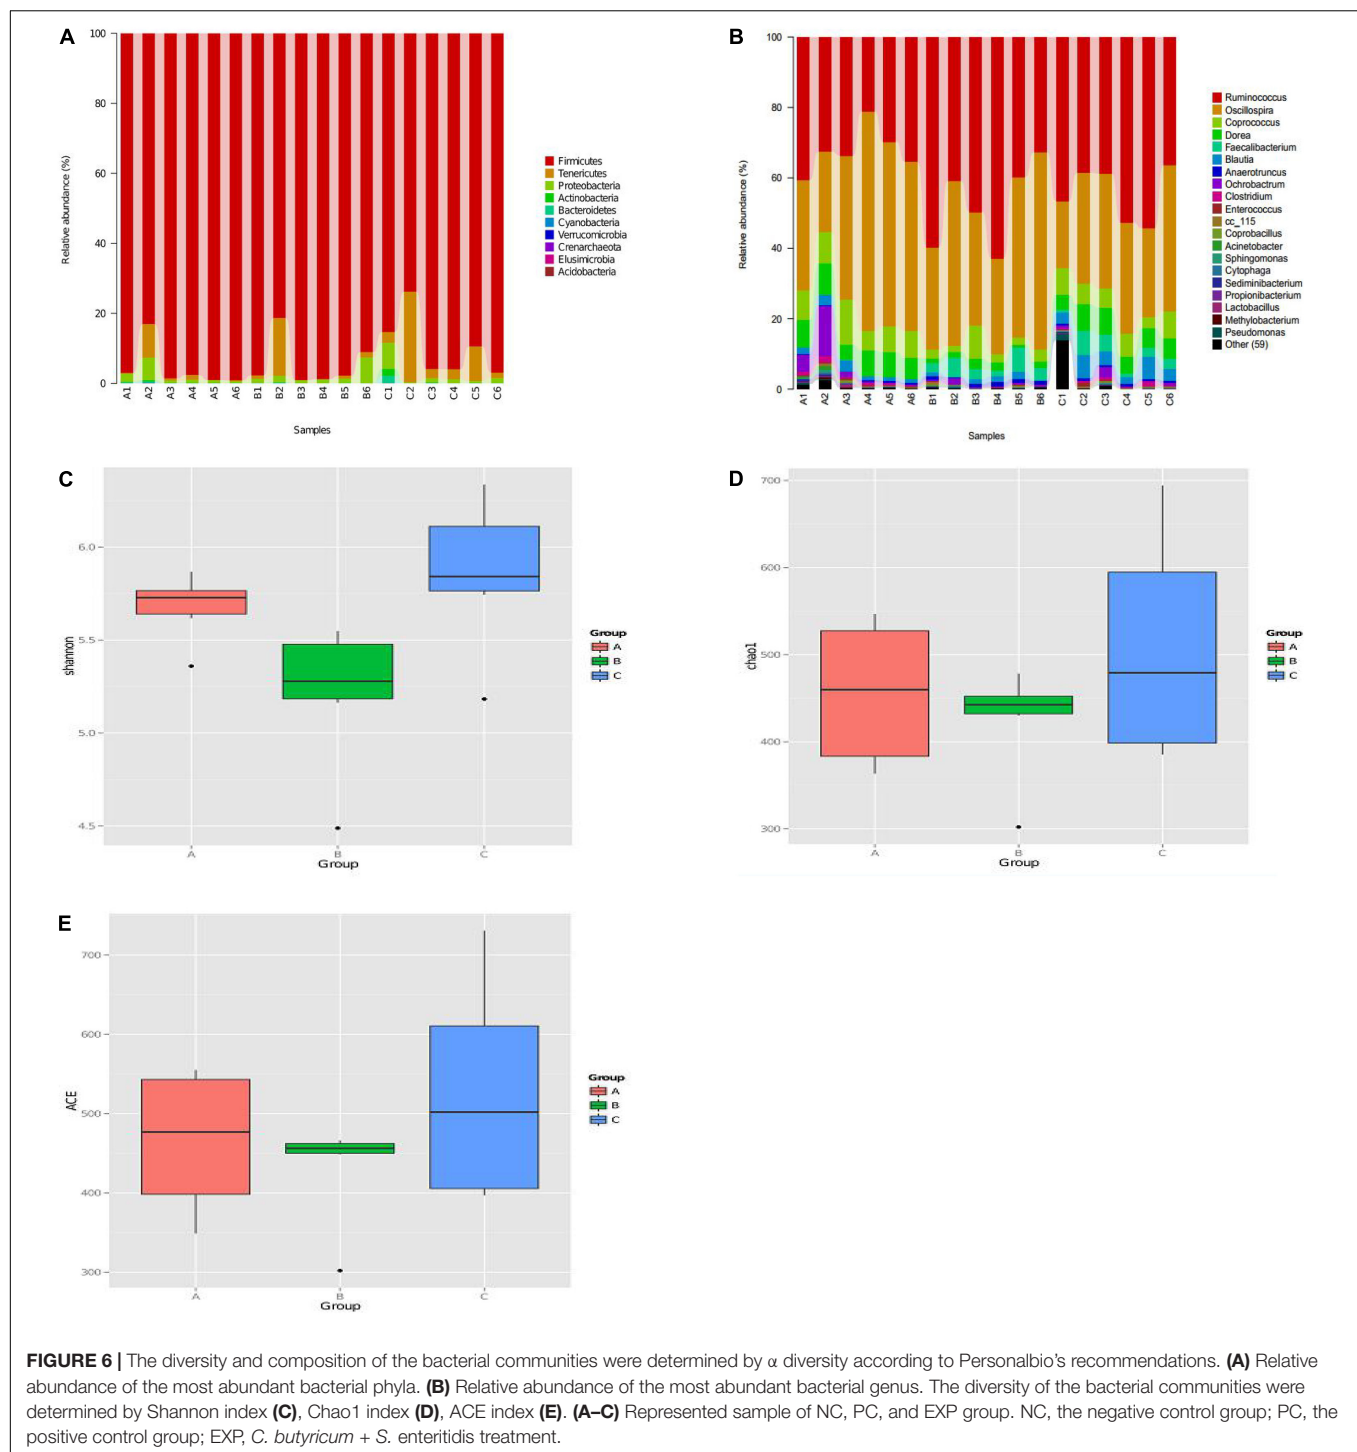 A
100
80
60
40
20
0
Relative abundance (%)
A1 A2 A3 A4 A5 A6 B1 B2 B3 B4 B5 B6 C1 C2 C3 C4 C5 C6
Samples
Firmicutes
Tenericutes
Proteobacteria
Actinobacteria
Bacteroidetes
Cyanobacteria
Verrucomicrobia
Crenarchaeota
Elusimicrobia
Acidobacteria
B
100
80
60
40
20
0
Relative abundance (%)
A1 A2 A3 A4 A5 A6 B1 B2 B3 B4 B5 B6 C1 C2 C3 C4 C5 C6
Samples
Ruminococcus
Oscillospira
Coprococcus
Dorea
Faecalibacterium
Blautia
Anaerotruncus
Ochrobactrum
Clostridium
Enterococcus
cc_115
Coprobacillus
Acinetobacter
Sphingomonas
Cytophaga
Sediminibacterium
Propionibacterium
Lactobacillus
Methylobacterium
Pseudomonas
Other (59)
C
6.0
5.5
5.0
4.5
shannon
A B C
Group
Group
A
B
C
D
700
600
500
400
300
chao1
A B C
Group
Group
A
B
C
E
700
600
500
400
300
ACE
A B C
Group
Group
A
B
C
FIGURE 6 | The diversity and composition of the bacterial communities were determined by α diversity according to Personalbio's recommendations. (A) Relative
abundance of the most abundant bacterial phyla. (B) Relative abundance of the most abundant bacterial genus. The diversity of the bacterial communities were
determined by Shannon index (C), Chao1 index (D), ACE index (E). (A–C) Represented sample of NC, PC, and EXP group. NC, the negative control group; PC, the
positive control group; EXP, C. butyricum + S. enteritidis treatment.